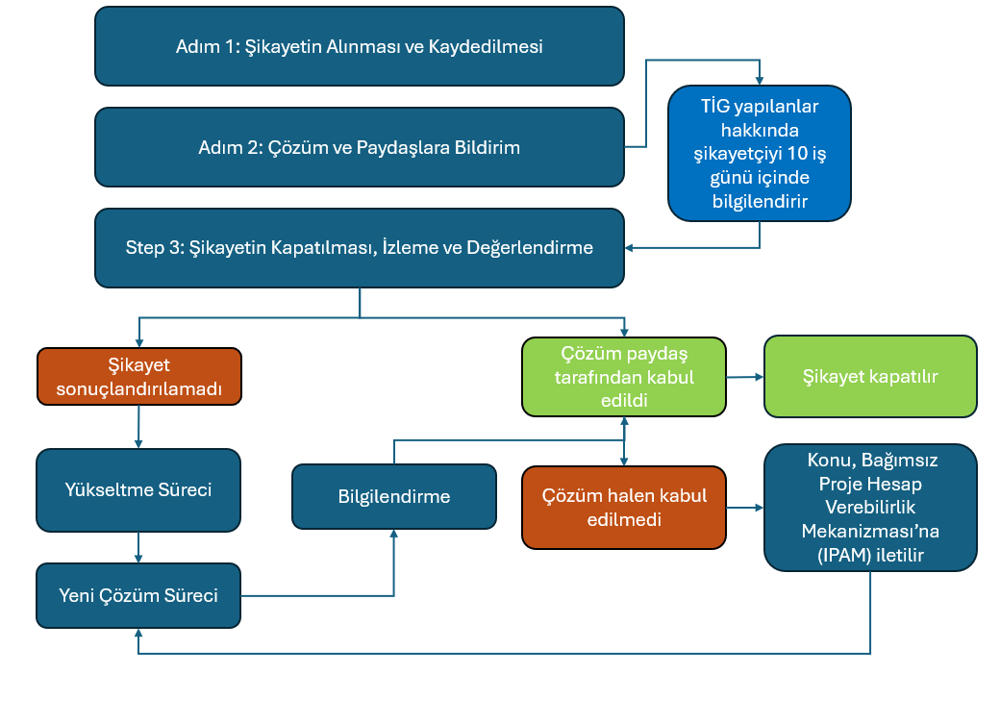 Adım 1: Şikayetin Alınması ve Kaydedilmesi
Adım 2: Çözüm ve Paydaşlara Bildirim
TİG yapılanlar
hakkında
şikayetçiyi 10 iş
günü içinde
bilgilendirir
Step 3: Şikayetin Kapatılması, İzleme ve Değerlendirme
Şikayet
sonuçlandırılamadı
Çözüm paydaş
tarafından kabul
edildi
Şikayet kapatılır
Yükseltme Süreci
Bilgilendirme
Çözüm halen kabul
edilmedi
Konu, Bağımsız
Proje Hesap
Verebilirlik
Mekanizması’na
(IPAM) iletilir
Yeni Çözüm Süreci